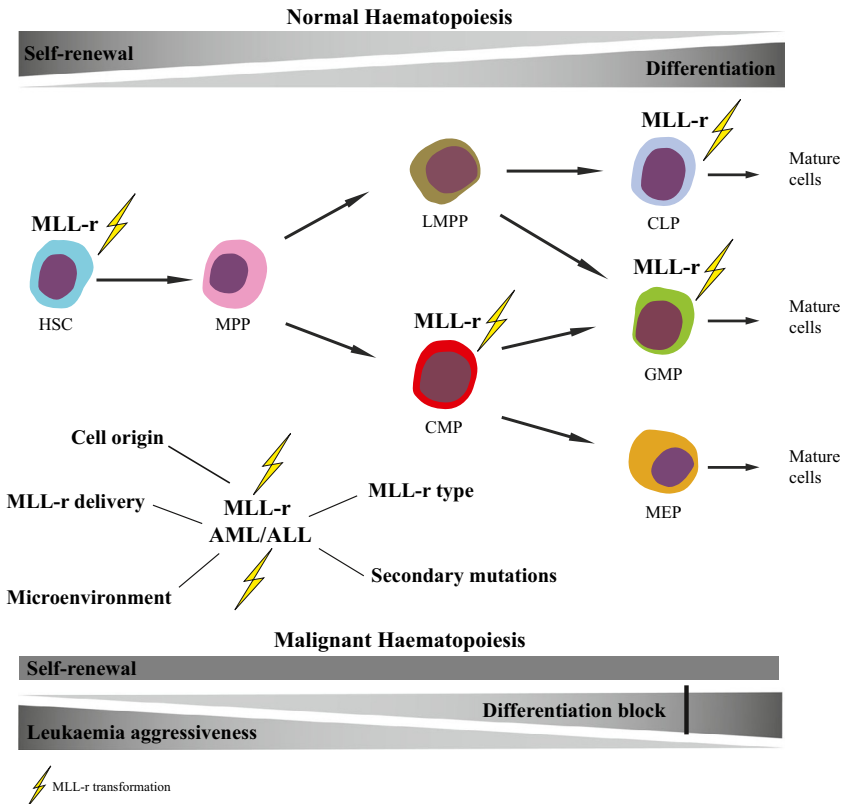 Normal Haematopoiesis
Self-renewal
Differentiation
MLL-r
Mature
cells
LMPP
CLP
MLL-r
MLL-r
HSC
MPP
MLL-r
Mature
cells
GMP
CMP
Cell origin
Mature
cells
MLL-r delivery
MLL-r type
MLL-r
AML/ALL
MEP
Microenvironment
Secondary mutations
Malignant Haematopoiesis
Self-renewal
Differentiation block
Leukaemia aggressiveness
MLL-r transformation